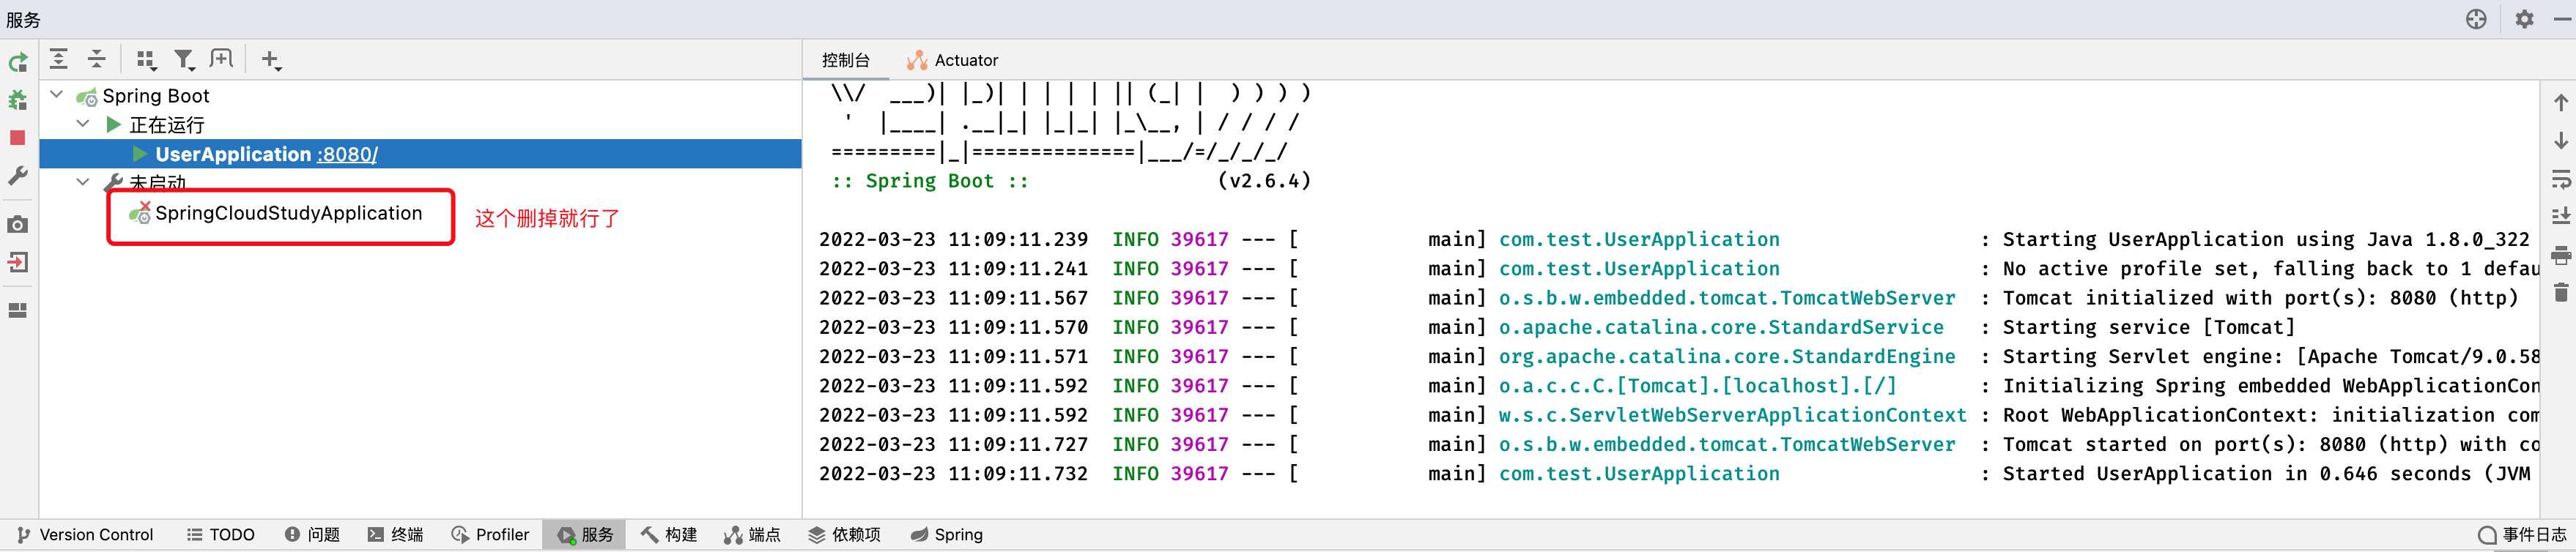 服务
控制台
Actuator
Spring Boot
正在运行
UserApplication :8080/
未启动
SpringCloudStudyApplication
这个删掉就行了
\\/  ___)| |_)| | | | | || (_| |  ) ) ) )
'  |____| .__|_| |_|_| |_\__, | / / / /
=========|_|==============|___/=/_/_/_/
:: Spring Boot ::                (v2.6.4)
2022-03-23 11:09:11.239  INFO 39617 --- [           main] com.test.UserApplication                 : Starting UserApplication using Java 1.8.0_322
2022-03-23 11:09:11.241  INFO 39617 --- [           main] com.test.UserApplication                 : No active profile set, falling back to 1 defau
2022-03-23 11:09:11.567  INFO 39617 --- [           main] o.s.b.w.embedded.tomcat.TomcatWebServer  : Tomcat initialized with port(s): 8080 (http)
2022-03-23 11:09:11.570  INFO 39617 --- [           main] o.apache.catalina.core.StandardService   : Starting service [Tomcat]
2022-03-23 11:09:11.571  INFO 39617 --- [           main] org.apache.catalina.core.StandardEngine  : Starting Servlet engine: [Apache Tomcat/9.0.58
2022-03-23 11:09:11.592  INFO 39617 --- [           main] o.a.c.c.C.[Tomcat].[localhost].[/]       : Initializing Spring embedded WebApplicationCon
2022-03-23 11:09:11.592  INFO 39617 --- [           main] w.s.c.ServletWebServerApplicationContext : Root WebApplicationContext: initialization com
2022-03-23 11:09:11.727  INFO 39617 --- [           main] o.s.b.w.embedded.tomcat.TomcatWebServer  : Tomcat started on port(s): 8080 (http) with co
2022-03-23 11:09:11.732  INFO 39617 --- [           main] com.test.UserApplication                 : Started UserApplication in 0.646 seconds (JVM
Version Control
TODO
问题
终端
Profiler
服务
构建
端点
依赖项
Spring
事件日志